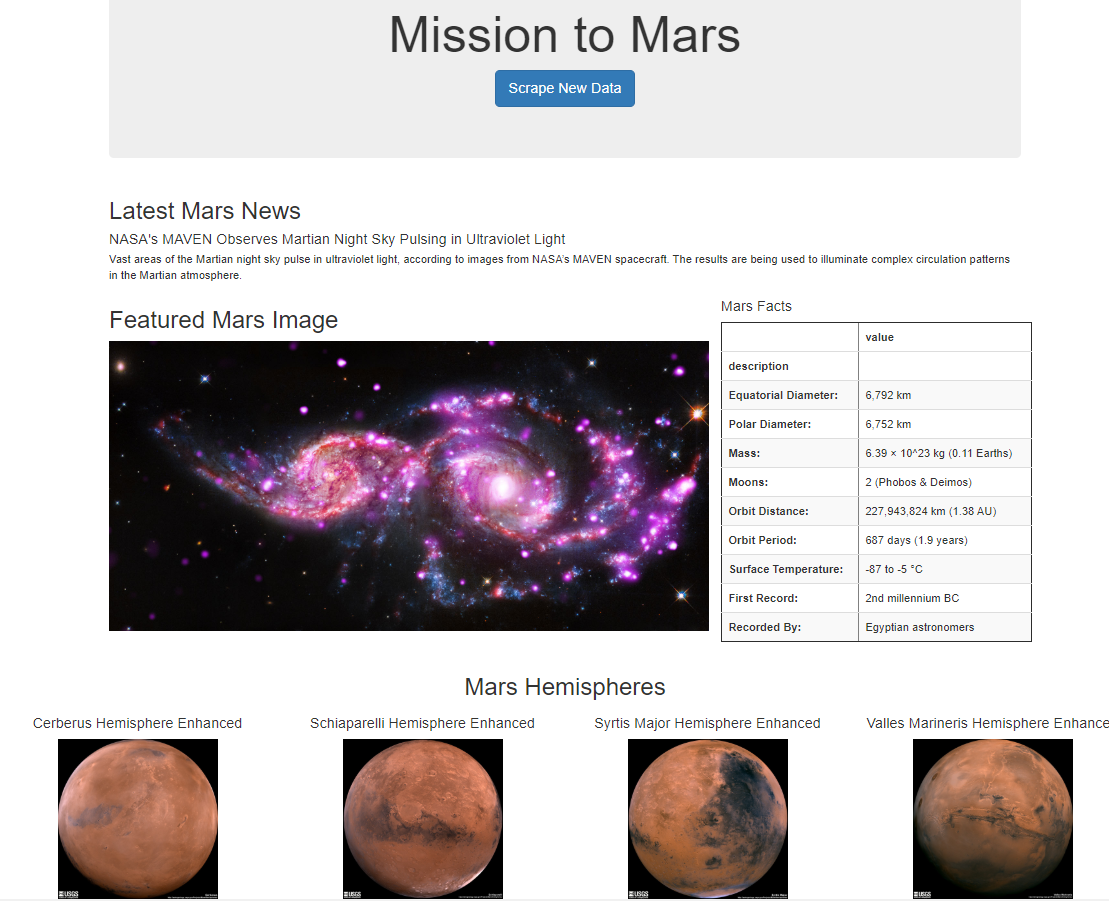 Mission to Mars
Scrape New Data
Latest Mars News
NASA's MAVEN Observes Martian Night Sky Pulsing in Ultraviolet Light
Vast areas of the Martian night sky pulse in ultraviolet light, according to images from NASA's MAVEN spacecraft. The results are being used to illuminate complex circulation patterns
in the Martian atmosphere.
Featured Mars Image
Mars Facts
value
description
Equatorial Diameter: 6,792 km
Polar Diameter: 6,752 km
Mass: 6.39 × 10^23 kg (0.11 Earths)
Moons: 2 (Phobos & Deimos)
Orbit Distance: 227,943,824 km (1.38 AU)
Orbit Period: 687 days (1.9 years)
Surface Temperature: -87 to -5 °C
First Record: 2nd millennium BC
Recorded By: Egyptian astronomers
Mars Hemispheres
Cerberus Hemisphere Enhanced Schiaparelli Hemisphere Enhanced Syrtis Major Hemisphere Enhanced Valles Marineris Hemisphere Enhance
USGS USGS USGS USGS